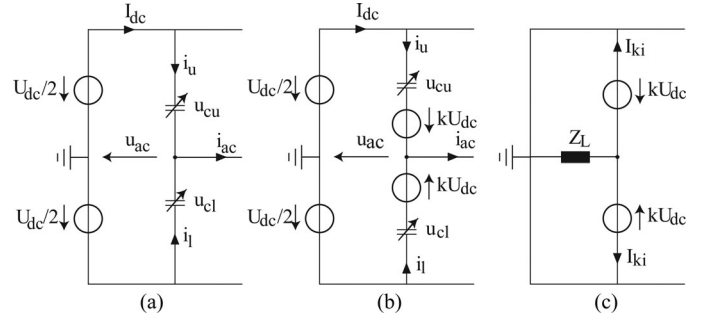 I_dc
i_u
U_dc/2
u_cu
u_ac
i_ac
U_dc/2
u_cl
i_l
(a)
I_dc
i_u
u_cu
U_dc/2
kU_dc
u_ac
i_ac
kU_dc
U_dc/2
u_cl
i_l
(b)
I_ki
kU_dc
Z_L
kU_dc
I_ki
(c)